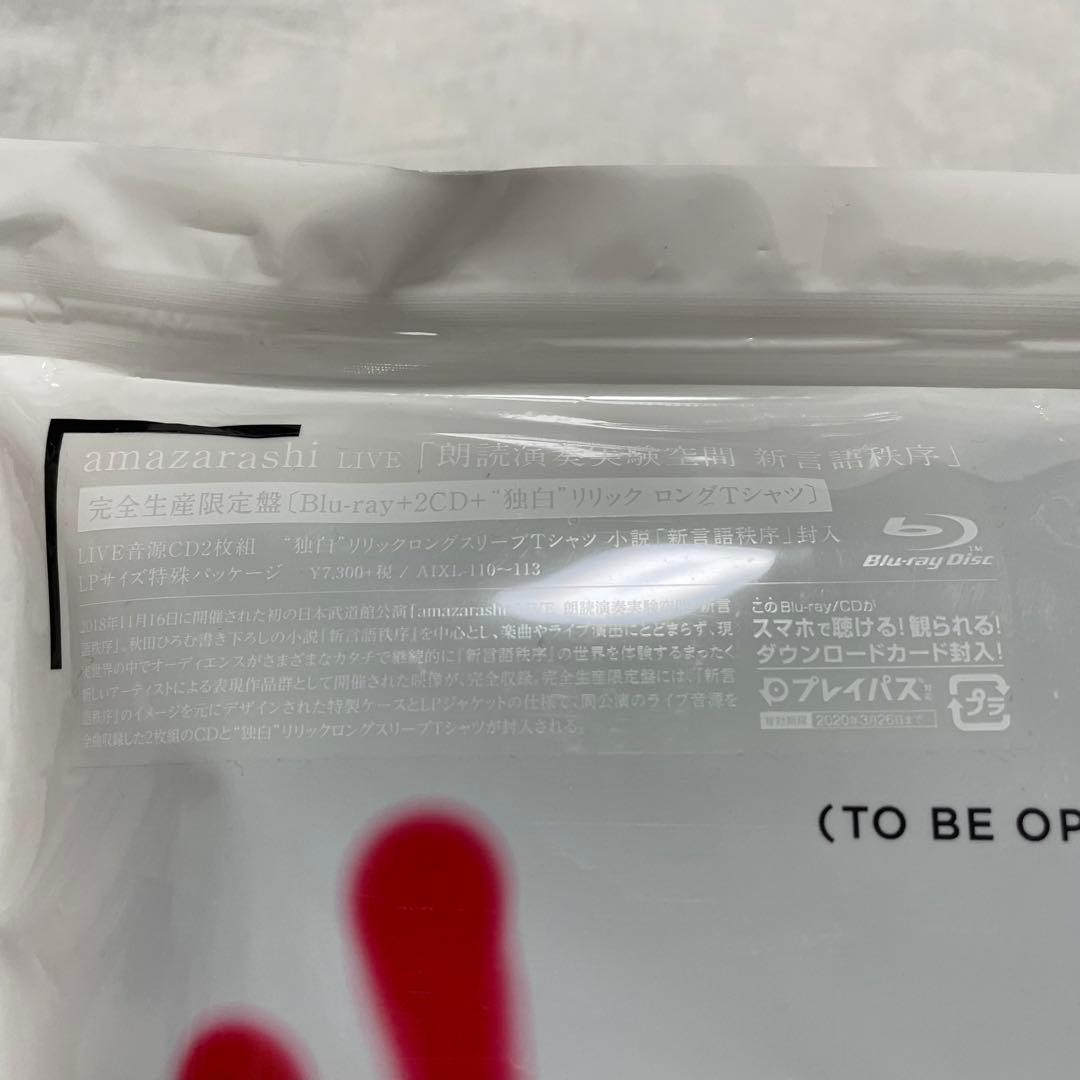 amazarashi LIVE「朗読演奏実験空間 新言語秩序」
完全生産限定盤〔Blu-ray+2CD+“独白”リリック ロングTシャツ〕
LIVE音源CD2枚組 “独白”リリックロングスリーブTシャツ 小説「新言語秩序」封入
LPサイズ特殊パッケージ ¥7,300+税 / AIXL-110〜113
2018年11月16日に開催された初の日本武道館公演「amazarashi LIVE 朗読演奏実験空間 新言
語秩序」。秋田ひろむ書き下ろしの小説『新言語秩序』を中心とし、楽曲やライブ演出にとどまらず、現
実世界の中でオーディエンスがさまざまなカタチで継続的に『新言語秩序』の世界を体験するまったく
新しいアーティストによる表現作品群として開催された映像が、完全収録。完全生産限定盤には、「新言
語秩序」のイメージを元にデザインされた特製ケースとLPジャケットの仕様で、同公演のライブ音源を
全曲収録した2枚組のCDと“独白”リリックロングスリーブTシャツが封入される。
Blu-ray Disc™
このBlu-ray/CDが
スマホで聴ける!観られる!
ダウンロードカード封入!
プレイパス
有効期限 2020年3月26日まで
プラ
(TO BE OP